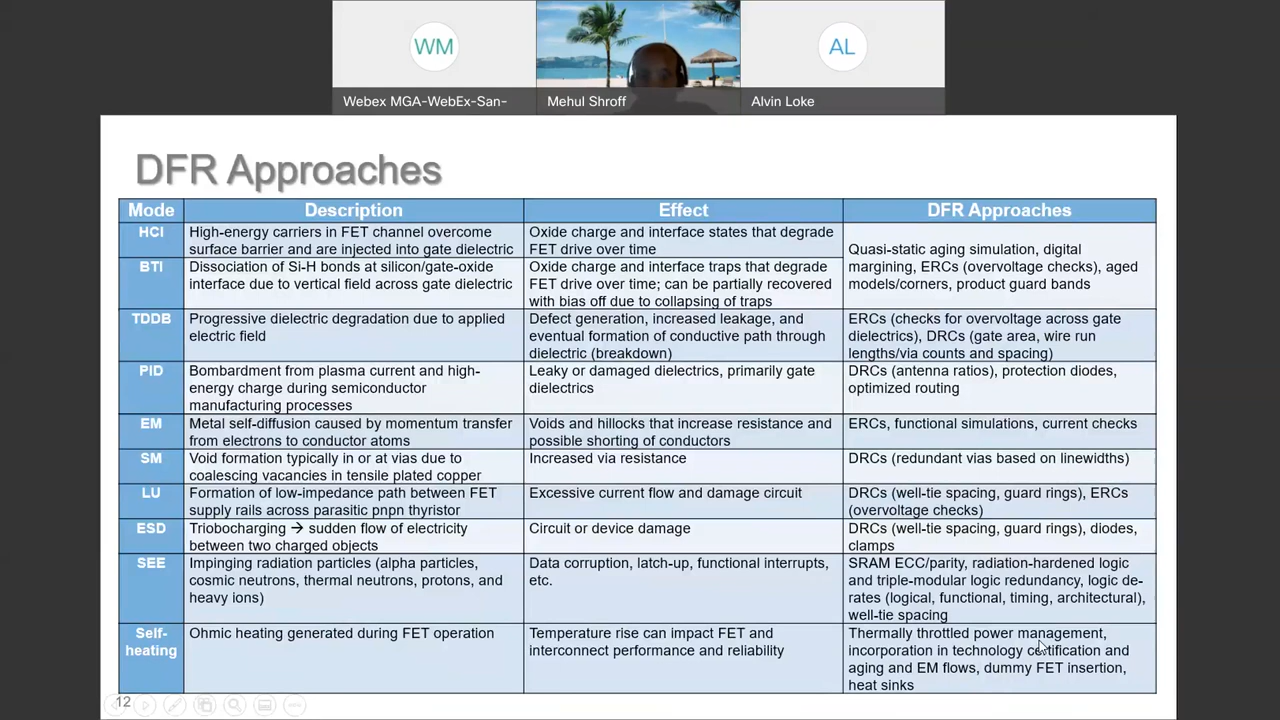 WM
AL
Webex MGA-WebEx-San-
Mehul Shroff
Alvin Loke
DFR Approaches
Mode
Description
Effect
DFR Approaches
HCI
High-energy carriers in FET channel overcome
surface barrier and are injected into gate dielectric
Oxide charge and interface states that degrade
FET drive over time
Quasi-static aging simulation, digital
margining, ERCs (overvoltage checks), aged
models/corners, product guard bands
BTI
Dissociation of Si-H bonds at silicon/gate-oxide
interface due to vertical field across gate dielectric
Oxide charge and interface traps that degrade
FET drive over time; can be partially recovered
with bias off due to collapsing of traps
TDDB
Progressive dielectric degradation due to applied
electric field
Defect generation, increased leakage, and
eventual formation of conductive path through
dielectric (breakdown)
ERCs (checks for overvoltage across gate
dielectrics), DRCs (gate area, wire run
lengths/via counts and spacing)
PID
Bombardment from plasma current and high-
energy charge during semiconductor
manufacturing processes
Leaky or damaged dielectrics, primarily gate
dielectrics
DRCs (antenna ratios), protection diodes,
optimized routing
EM
Metal self-diffusion caused by momentum transfer
from electrons to conductor atoms
Voids and hillocks that increase resistance and
possible shorting of conductors
ERCs, functional simulations, current checks
SM
Void formation typically in or at vias due to
coalescing vacancies in tensile plated copper
Increased via resistance
DRCs (redundant vias based on linewidths)
LU
Formation of low-impedance path between FET
supply rails across parasitic pnpn thyristor
Excessive current flow and damage circuit
DRCs (well-tie spacing, guard rings), ERCs
(overvoltage checks)
ESD
Triobocharging → sudden flow of electricity
between two charged objects
Circuit or device damage
DRCs (well-tie spacing, guard rings), diodes,
clamps
SEE
Impinging radiation particles (alpha particles,
cosmic neutrons, thermal neutrons, protons, and
heavy ions)
Data corruption, latch-up, functional interrupts,
etc.
SRAM ECC/parity, radiation-hardened logic
and triple-modular logic redundancy, logic de-
rates (logical, functional, timing, architectural),
well-tie spacing
Self-
heating
Ohmic heating generated during FET operation
Temperature rise can impact FET and
interconnect performance and reliability
Thermally throttled power management,
incorporation in technology certification and
aging and EM flows, dummy FET insertion,
heat sinks
12